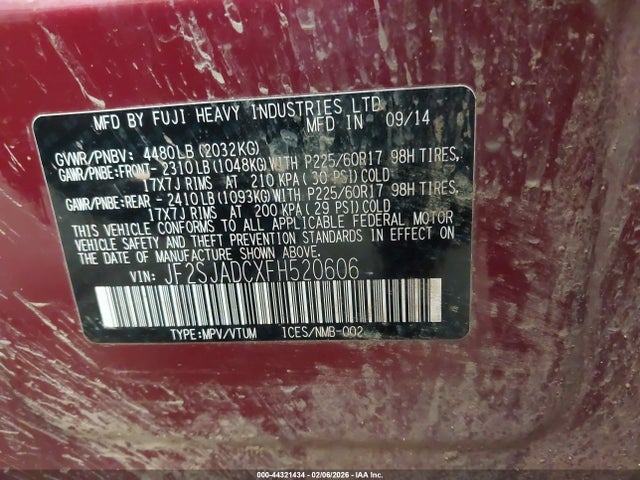 MFD BY FUJI HEAVY INDUSTRIES LTD.
MFD IN 09/14
GVWR/PNBV: 4480LB(2032KG)
GAWR/PNBE:FRONT- 2310LB(1048KG)WITH P225/60R17 98H TIRES,
17X7J RIMS AT 210 KPA(30 PSI)COLD
GAWR/PNBE:REAR - 2410LB(1093KG)WITH P225/60R17 98H TIRES,
17X7J RIMS AT 200 KPA(29 PSI)COLD
THIS VEHICLE CONFORMS TO ALL APPLICABLE FEDERAL MOTOR
VEHICLE SAFETY AND THEFT PREVENTION STANDARDS IN EFFECT
ON THE DATE OF MANUFACTURE SHOWN ABOVE.
VIN: JF2SJADCXFH520606
TYPE:MPV/VTUM ICES/NMB-002
000-44321434 - 02/06/2026 - IAA Inc.